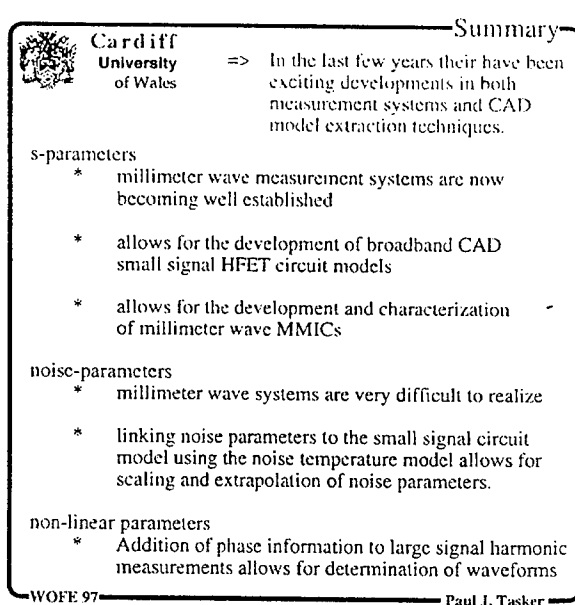 Summary
Cardiff
University
of Wales
=> In the last few years their have been
exciting developments in both
measurement systems and CAD
model extraction techniques.
s-parameters
* millimeter wave measurement systems are now
becoming well established
* allows for the development of broadband CAD
small signal HFET circuit models
* allows for the development and characterization
of millimeter wave MMICs
noise-parameters
* millimeter wave systems are very difficult to realize
* linking noise parameters to the small signal circuit
model using the noise temperature model allows for
scaling and extrapolation of noise parameters.
non-linear parameters
* Addition of phase information to large signal harmonic
measurements allows for determination of waveforms
WOFE 97
Paul J. Tasker